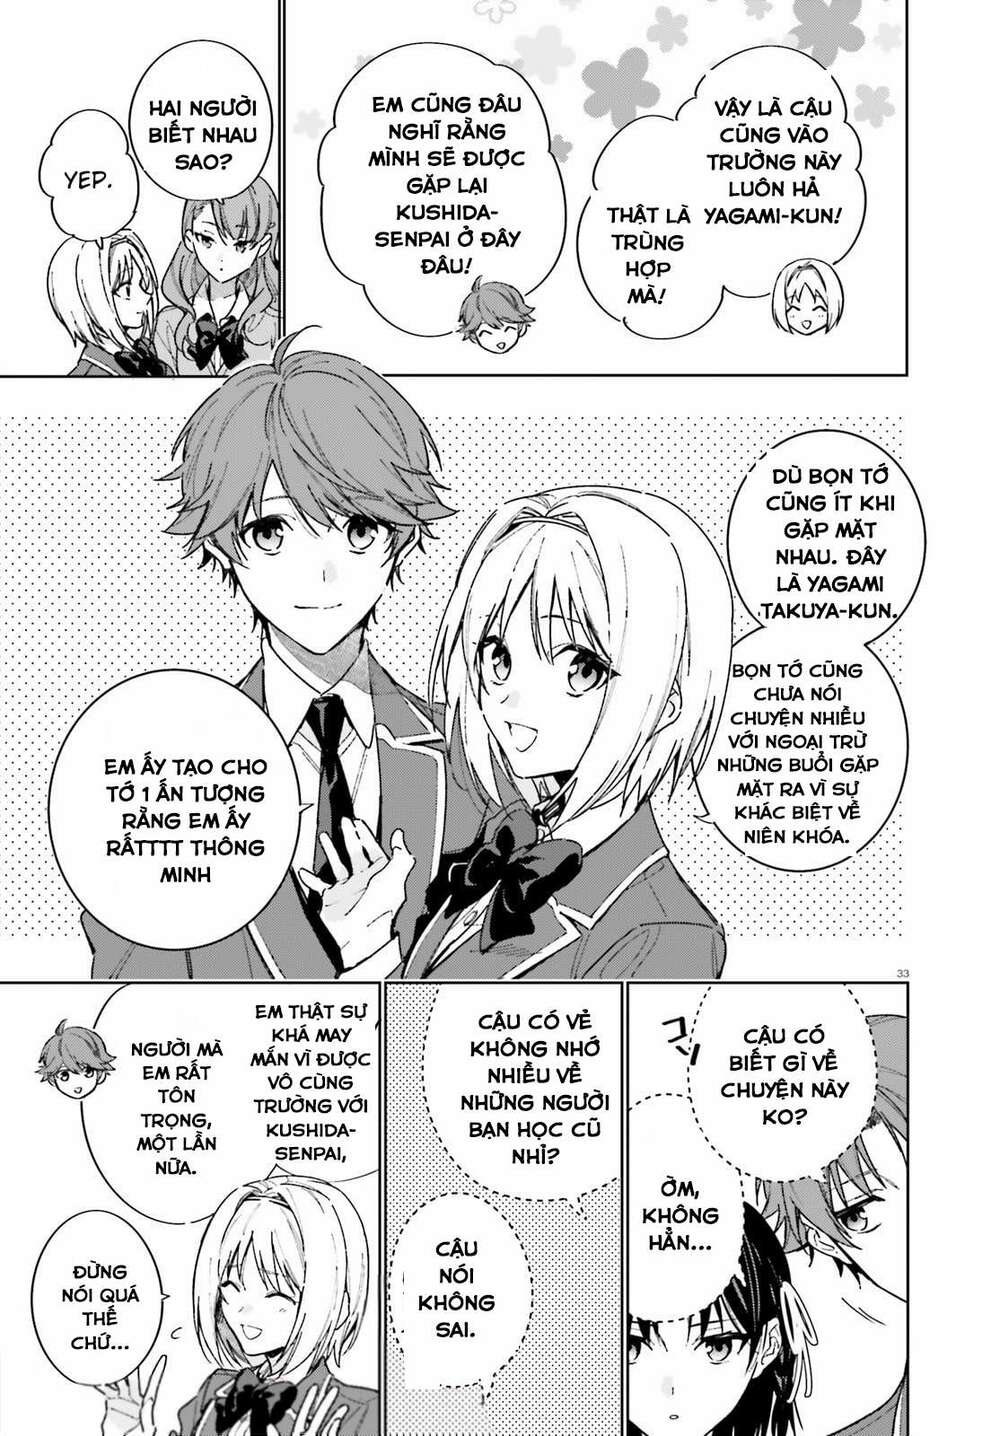 VẬY LÀ CẬU
CŨNG VÀO
TRƯỜNG NÀY
LUÔN HẢ
YAGAMI-KUN!
THẬT LÀ
TRÙNG
HỢP
MÀ!
EM CŨNG ĐÂU
NGHĨ RẰNG
MÌNH SẼ ĐƯỢC
GẶP LẠI
KUSHIDA-
SENPAI Ở ĐÂY
ĐÂU!
HAI NGƯỜI
BIẾT NHAU
SAO?
YEP.
DÙ BỌN TỚ
CŨNG ÍT KHI
GẶP MẶT
NHAU. ĐÂY
LÀ YAGAMI
TAKUYA-KUN.
BỌN TỚ CŨNG
CHƯA NÓI
CHUYỆN NHIỀU
VỚI NGOẠI TRỪ
NHỮNG BUỔI GẶP
MẶT RA VÌ SỰ
KHÁC BIỆT VỀ
NIÊN KHÓA.
EM ẤY TẠO CHO
TỚ 1 ẤN TƯỢNG
RẰNG EM ẤY
RẤTTTT THÔNG
MINH
33
CẬU CÓ
BIẾT GÌ VỀ
CHUYỆN NÀY
KO?
コソ
ỜM,
KHÔNG
HẲN...
CẬU CÓ VẺ
KHÔNG NHỚ
NHIỀU VỀ
NHỮNG NGƯỜI
BẠN HỌC CŨ
NHỈ?
CẬU
NÓI
KHÔNG
SAI.
EM THẬT SỰ
KHÁ MAY
MẮN VÌ ĐƯỢC
VÔ CÙNG
TRƯỜNG VỚI
KUSHIDA-
SENPAI,
NGƯỜI MÀ
EM RẤT
TÔN
TRỌNG,
MỘT LẦN
NỮA.
ĐỪNG
NÓI QUÁ
THẾ
CHỨ...